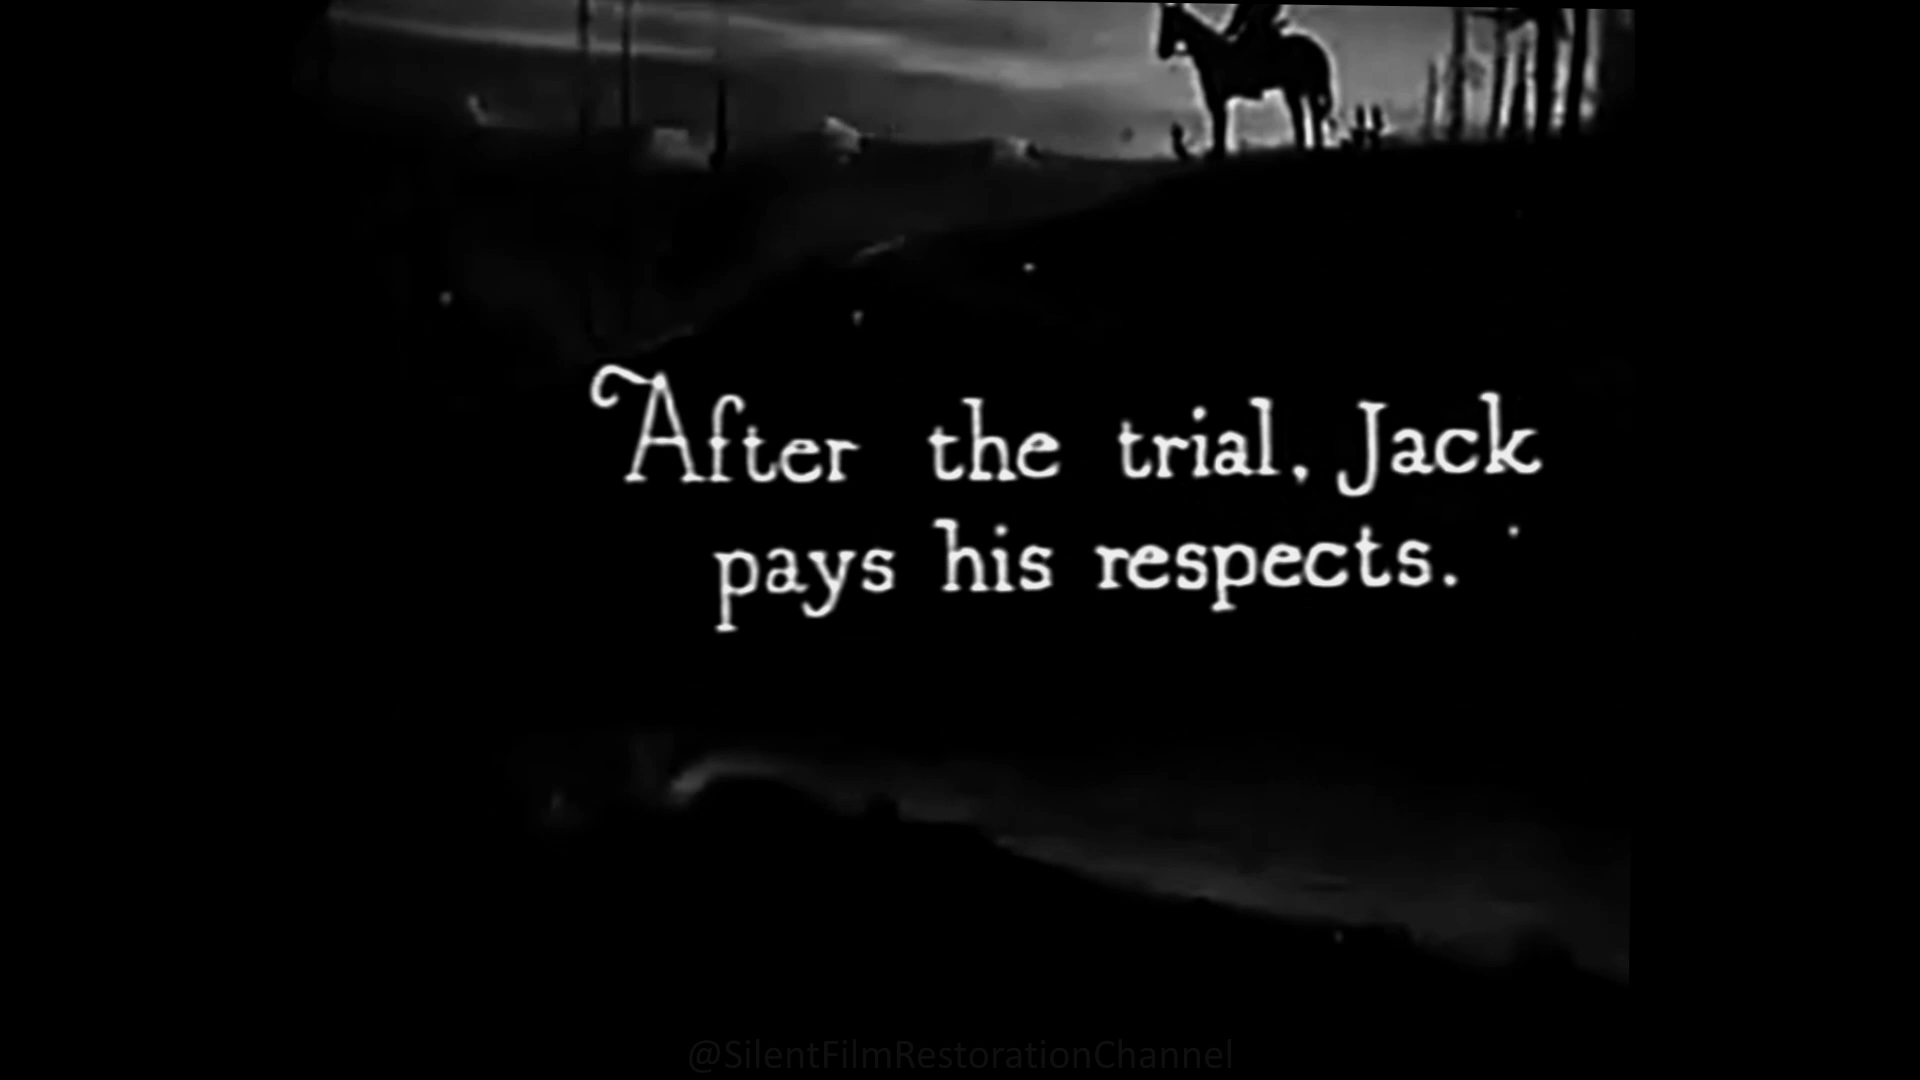 After the trial, Jack
pays his respects.
@SilentFilmRestorationChannel